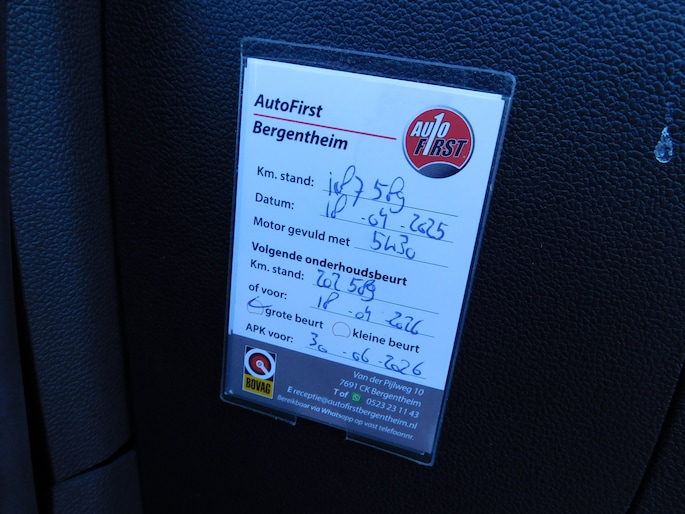 AutoFirst
Bergentheim
AUTO
F1RST
Km. stand: 187 589
Datum: 18 -04 -2025
Motor gevuld met 5W30
Volgende onderhoudsbeurt
Km. stand: 202 589
of voor: 18 -04 -2026
grote beurt kleine beurt
APK voor: 30 -06 -2026
BOVAG
Van der Pijlweg 10
7691 CK Bergentheim
T of 0523 23 11 43
E receptie@autofirstbergentheim.nl
Bereikbaar via Whatsapp op vast telefoonnr.